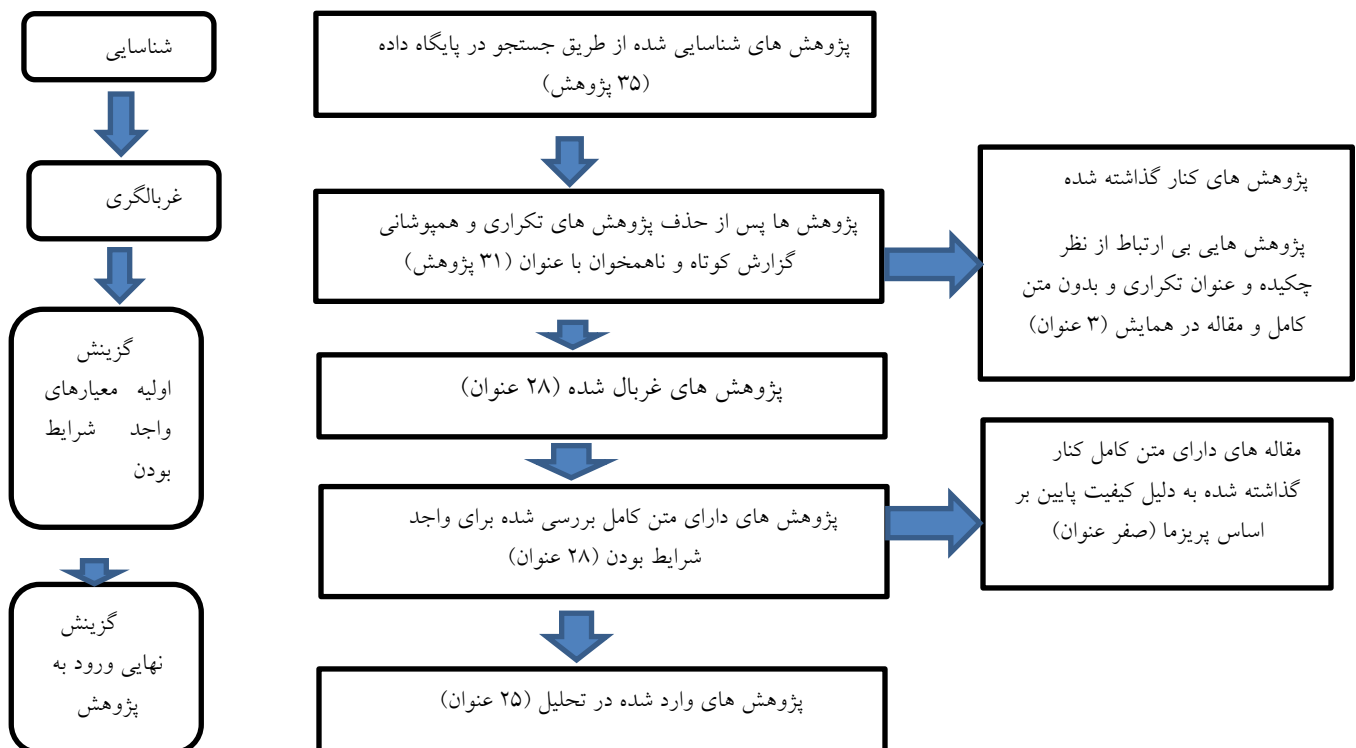 شناسایی
غربالگری
گزینش
اولیه معیارهای
واجد شرایط
بودن
گزینش
نهایی ورود به
پژوهش
پژوهش های شناسایی شده از طریق جستجو در پایگاه داده
(۳۵ پژوهش)
پژوهش ها پس از حذف پژوهش های تکراری و همپوشانی
گزارش کوتاه و ناهمخوان با عنوان (۳۱ پژوهش)
پژوهش های کنار گذاشته شده
پژوهش هایی بی ارتباط از نظر
چکیده و عنوان تکراری و بدون متن
کامل و مقاله در همایش (۳ عنوان)
پژوهش های غربال شده (۲۸ عنوان)
پژوهش های دارای متن کامل بررسی شده برای واجد
شرایط بودن (۲۸ عنوان)
مقاله های دارای متن کامل کنار
گذاشته شده به دلیل کیفیت پایین بر
اساس پریزما (صفر عنوان)
پژوهش های وارد شده در تحلیل (۲۵ عنوان)